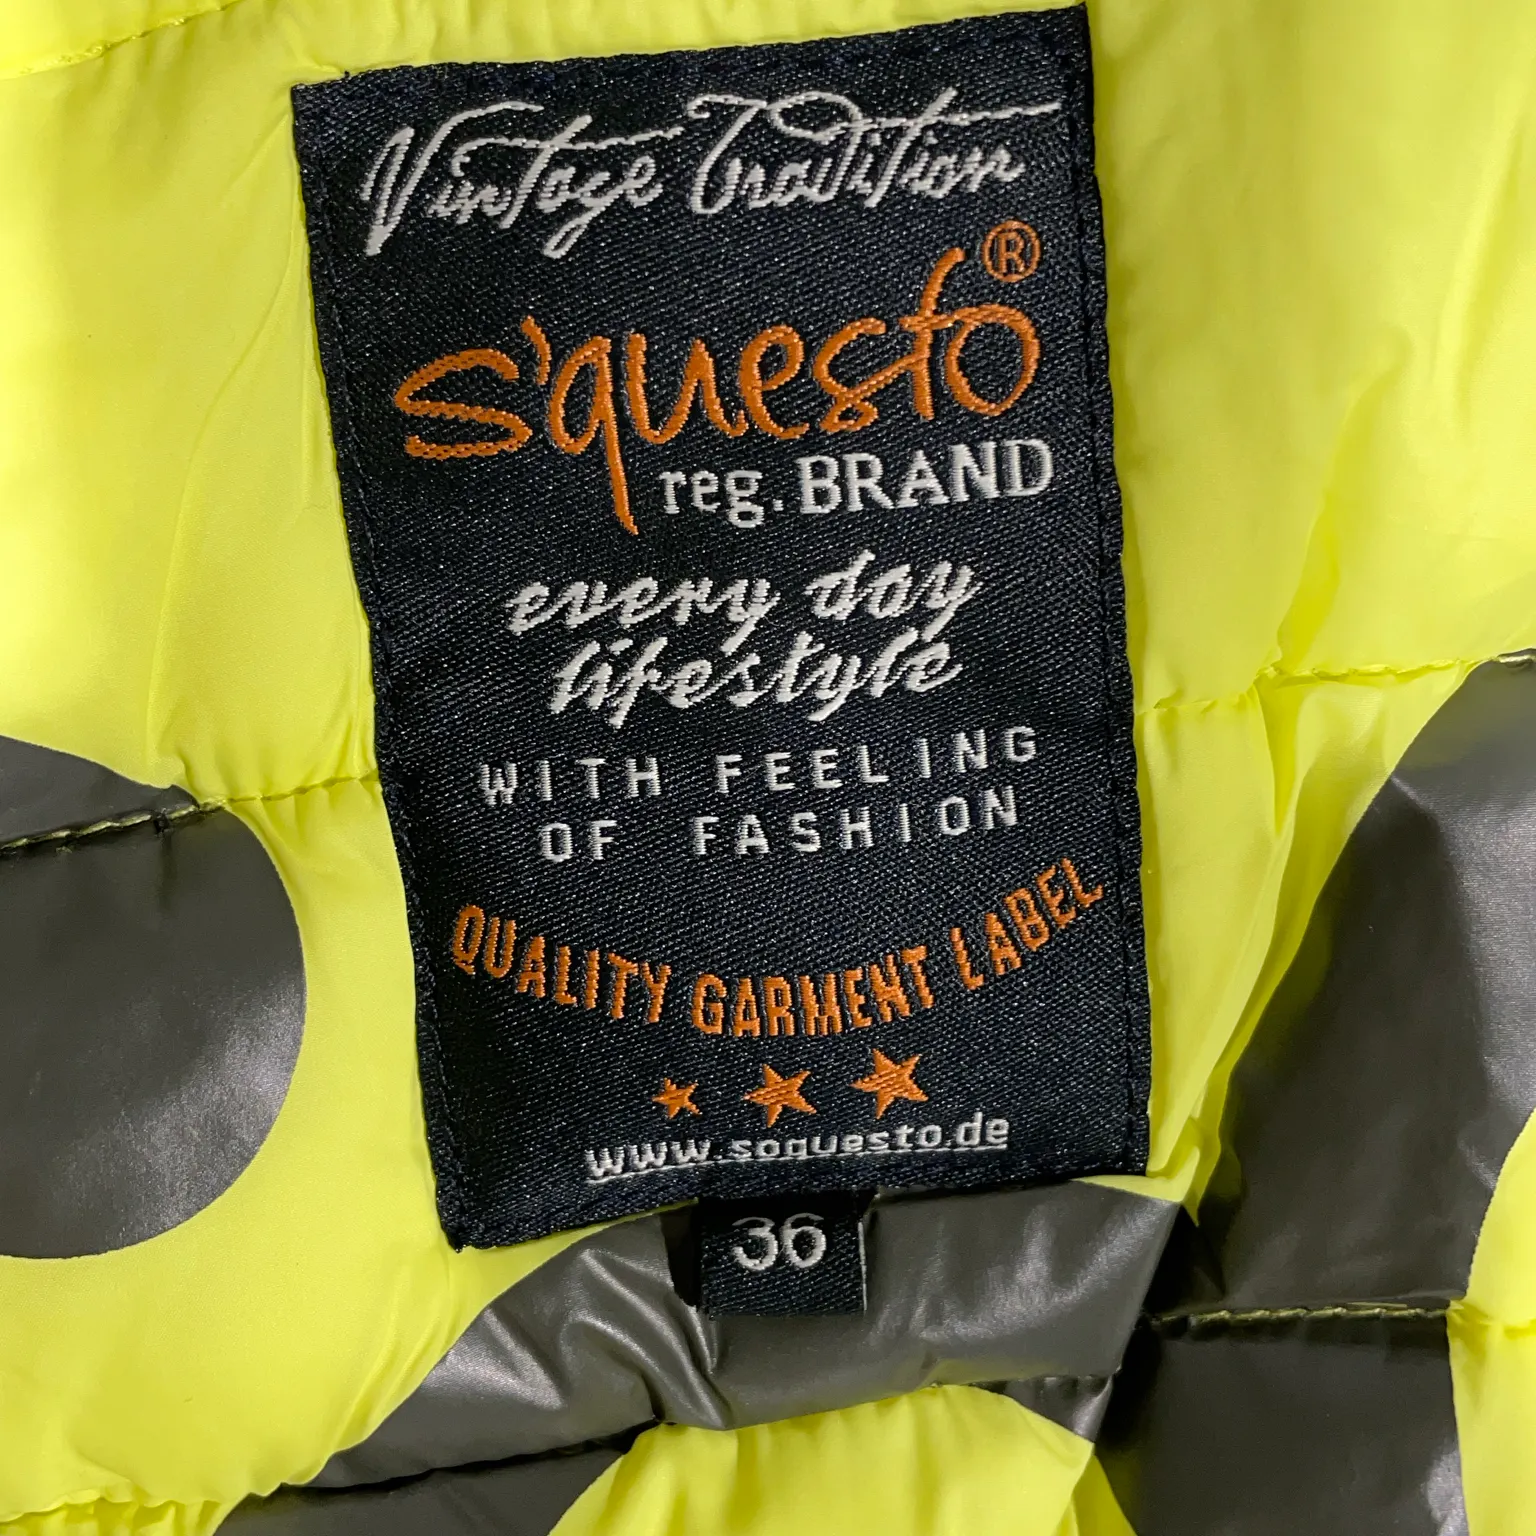 Vintage Tradition
s'questo®
reg. BRAND
every day
lifestyle
WITH FEELING
OF FASHION
QUALITY GARMENT LABEL
www.soquesto.de
36